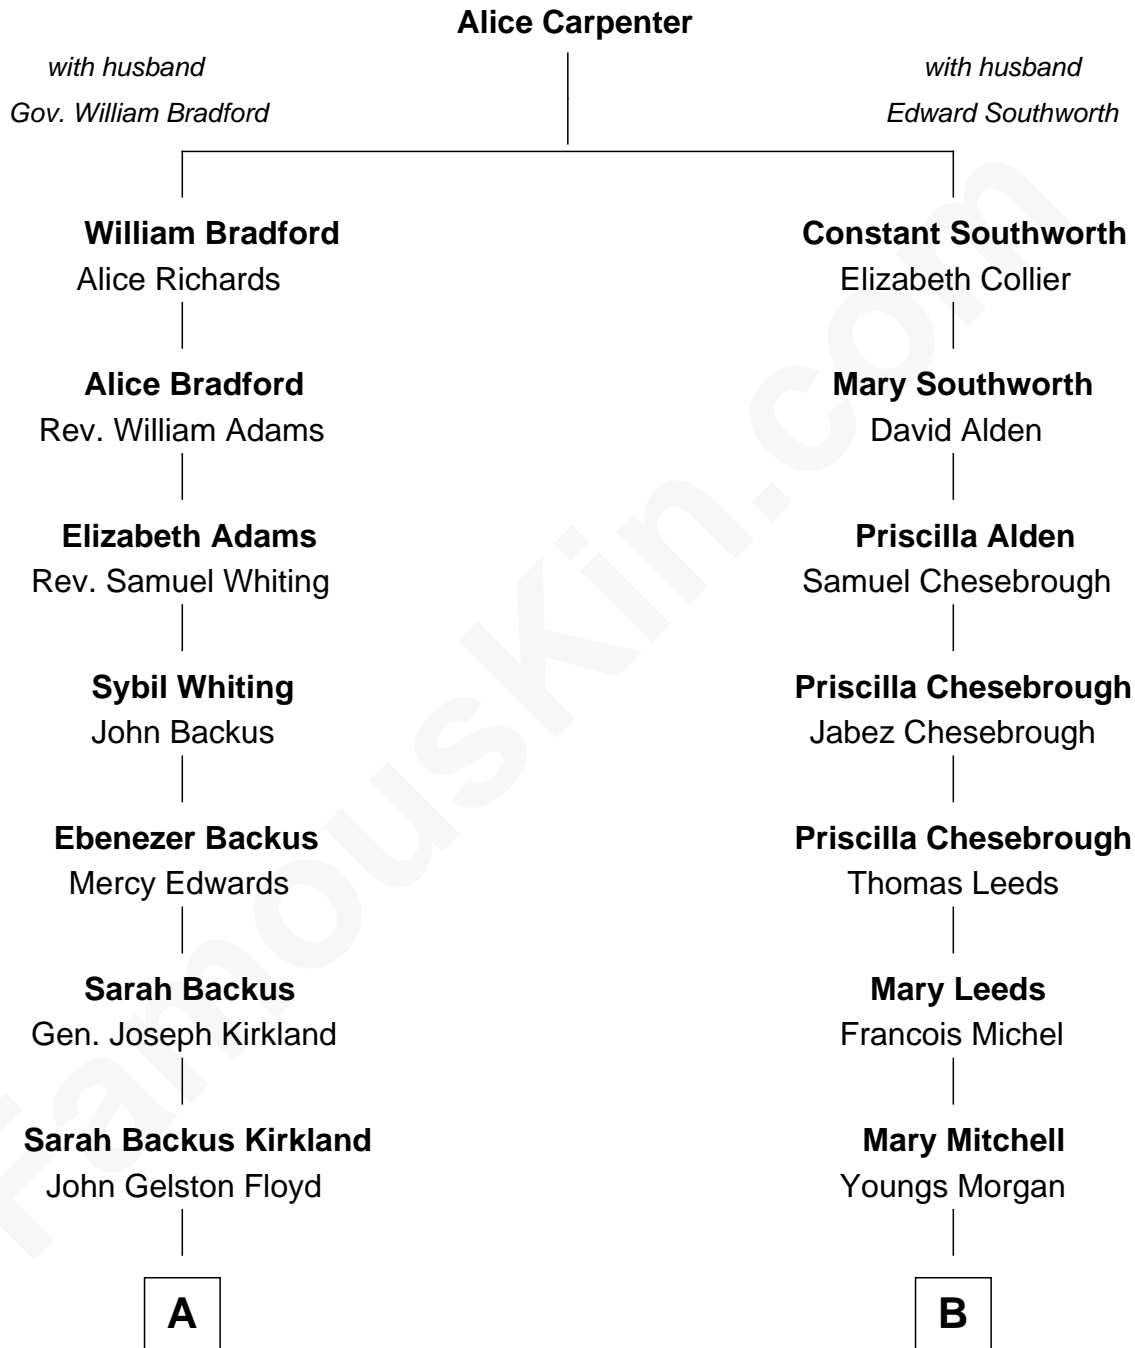 Alice Carpenter
with husband
Gov. William Bradford
with husband
Edward Southworth
William Bradford
Alice Richards
Constant Southworth
Elizabeth Collier
Alice Bradford
Rev. William Adams
Mary Southworth
David Alden
Elizabeth Adams
Rev. Samuel Whiting
Priscilla Alden
Samuel Chesebrough
Sybil Whiting
John Backus
Priscilla Chesebrough
Jabez Chesebrough
Ebenezer Backus
Mercy Edwards
Priscilla Chesebrough
Thomas Leeds
Sarah Backus
Gen. Joseph Kirkland
Mary Leeds
Francois Michel
Sarah Backus Kirkland
John Gelston Floyd
Mary Mitchell
Youngs Morgan
A
B
FamousKin.com